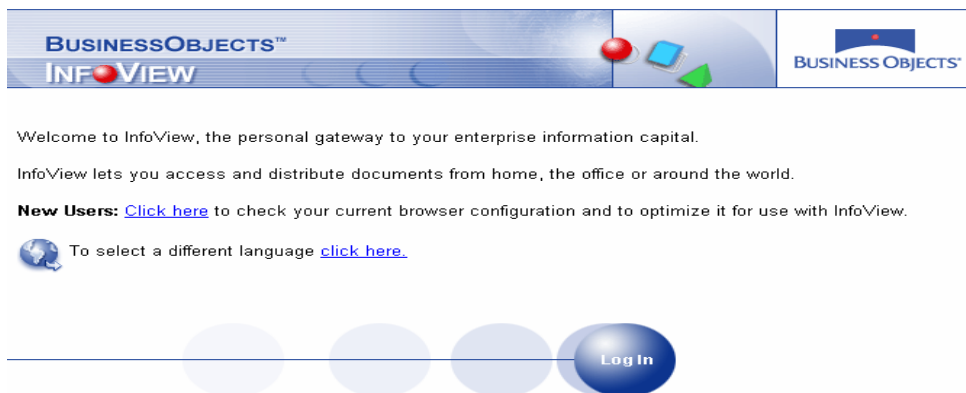 BUSINESSOBJECTS™
INFOVIEW
BUSINESS OBJECTS®
Welcome to InfoView, the personal gateway to your enterprise information capital.
InfoView lets you access and distribute documents from home, the office or around the world.
New Users: Click here to check your current browser configuration and to optimize it for use with InfoView.
To select a different language click here.
Log In